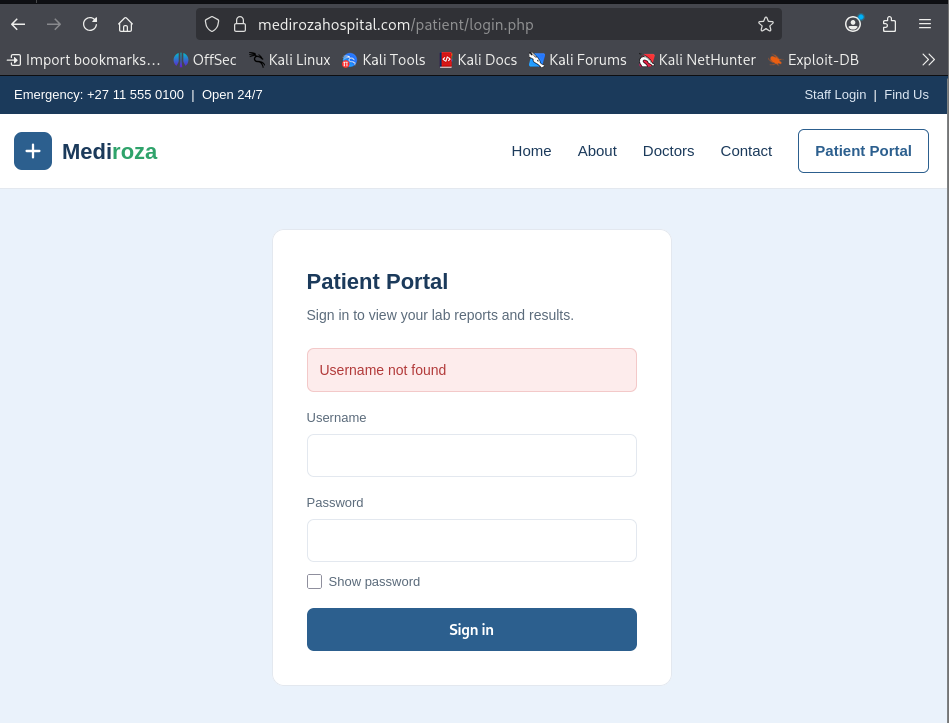 medirozahospital.com/patient/login.php
Import bookmarks... OffSec Kali Linux Kali Tools Kali Docs Kali Forums Kali NetHunter Exploit-DB
Emergency: +27 11 555 0100 | Open 24/7 Staff Login | Find Us
Mediroza Home About Doctors Contact Patient Portal
Patient Portal
Sign in to view your lab reports and results.
Username not found
Username
Password
Show password
Sign in